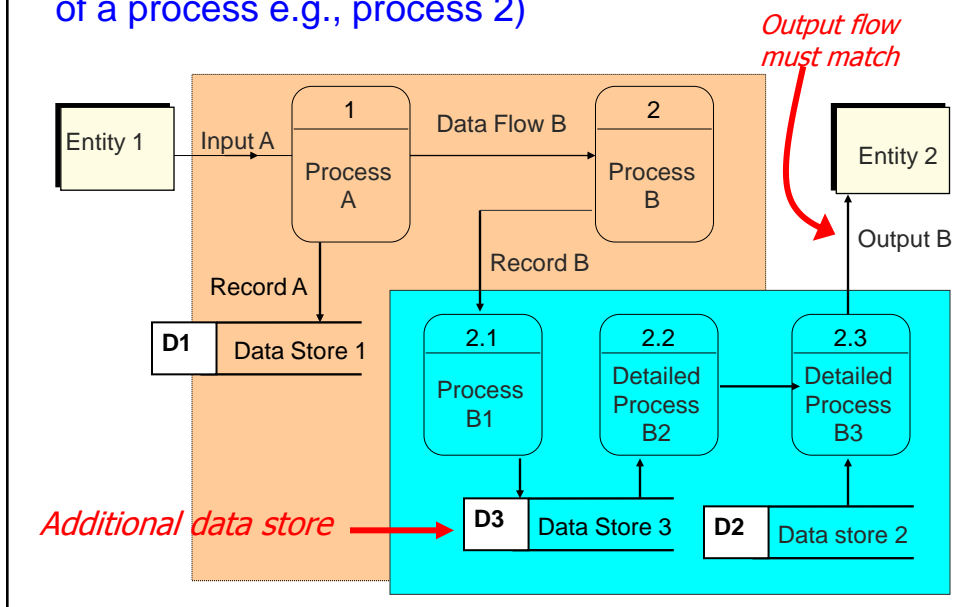 of a process e.g., process 2)
Output flow
must match
Entity 1
Input A
1
Process
A
Data Flow B
2
Process
B
Entity 2
Output B
Record A
Record B
D1
Data Store 1
2.1
Process
B1
2.2
Detailed
Process
B2
2.3
Detailed
Process
B3
Additional data store
D3
Data Store 3
D2
Data store 2